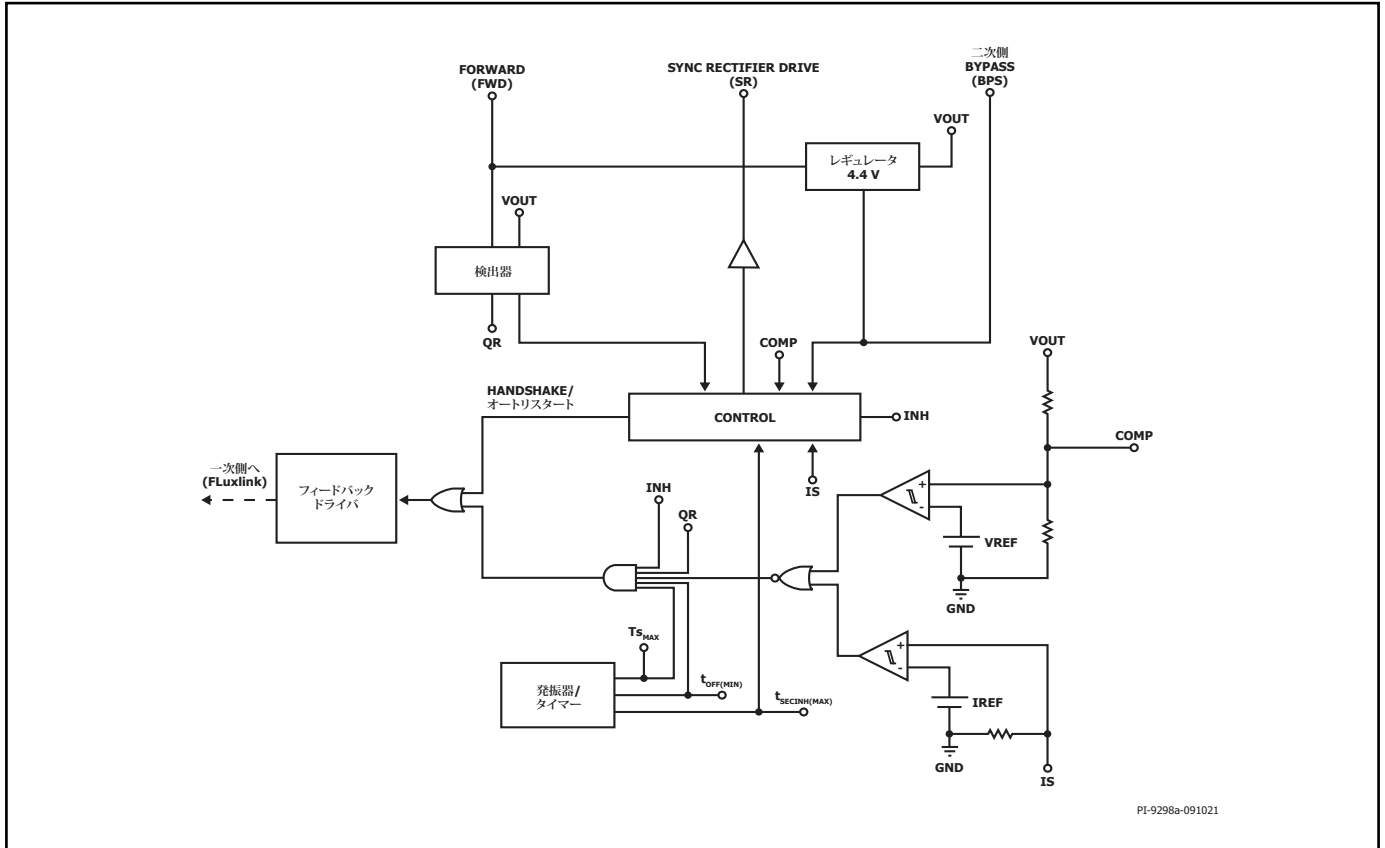 FORWARD
(FWD)
SYNC RECTIFIER DRIVE
(SR)
二次側
BYPASS
(BPS)
VOUT
レギュレータ
4.4 V
VOUT
検出器
QR
COMP
VOUT
HANDSHAKE/
オートリスタート
CONTROL
INH
COMP
一次側へ
(FLuxlink)
フィードバック
ドライバ
INH
QR
IS
+
-
VREF
GND
TsMAX
tOFF(MIN)
tSECINH(MAX)
発振器/
タイマー
+
-
IREF
GND
IS
PI-9298a-091021